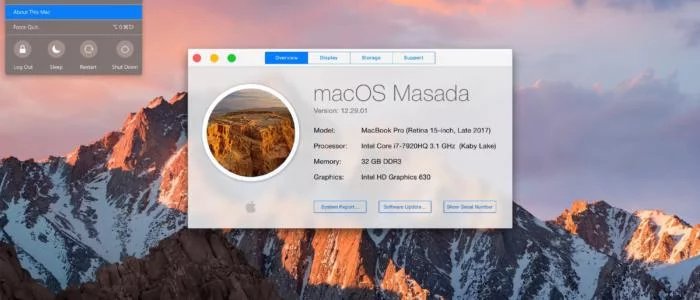 About This Mac
Force Quit
Log Out Sleep Restart Shut Down
Overview Display Storage Support
macOS Masada
Version: 12.29.01
Model: MacBook Pro (Retina 15-inch, Late 2017)
Processor: Intel Core i7-7920HQ 3.1 GHz (Kaby Lake)
Memory: 32 GB DDR3
Graphics: Intel HD Graphics 630
System Report... Software Update... Show Serial Number